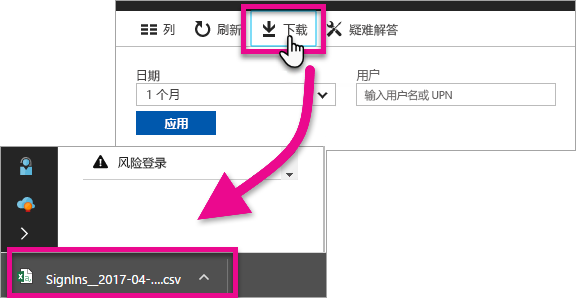 列 刷新 下载 疑难解答
日期 用户
1 个月 输入用户名或 UPN
应用
风险登录
SignIns__2017-04-....csv